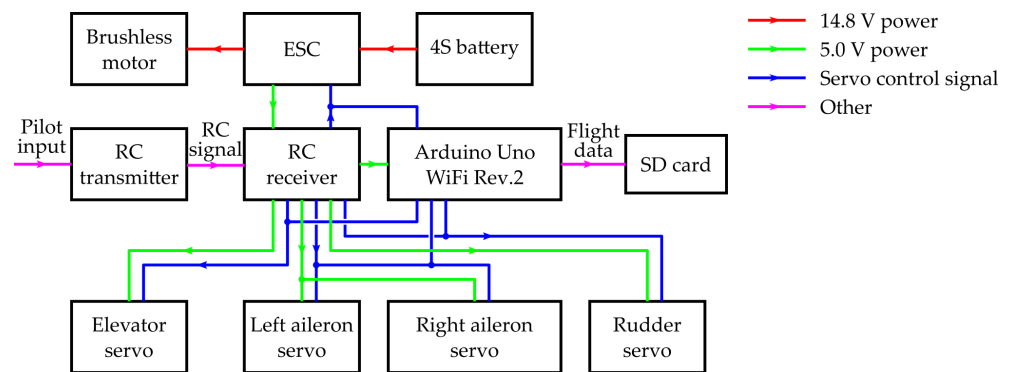 Brushless
motor
ESC
4S battery
14.8 V power
5.0 V power
Servo control signal
Other
Pilot
input
RC
transmitter
RC
signal
RC
receiver
Arduino Uno
WiFi Rev.2
Flight
data
SD card
Elevator
servo
Left aileron
servo
Right aileron
servo
Rudder
servo